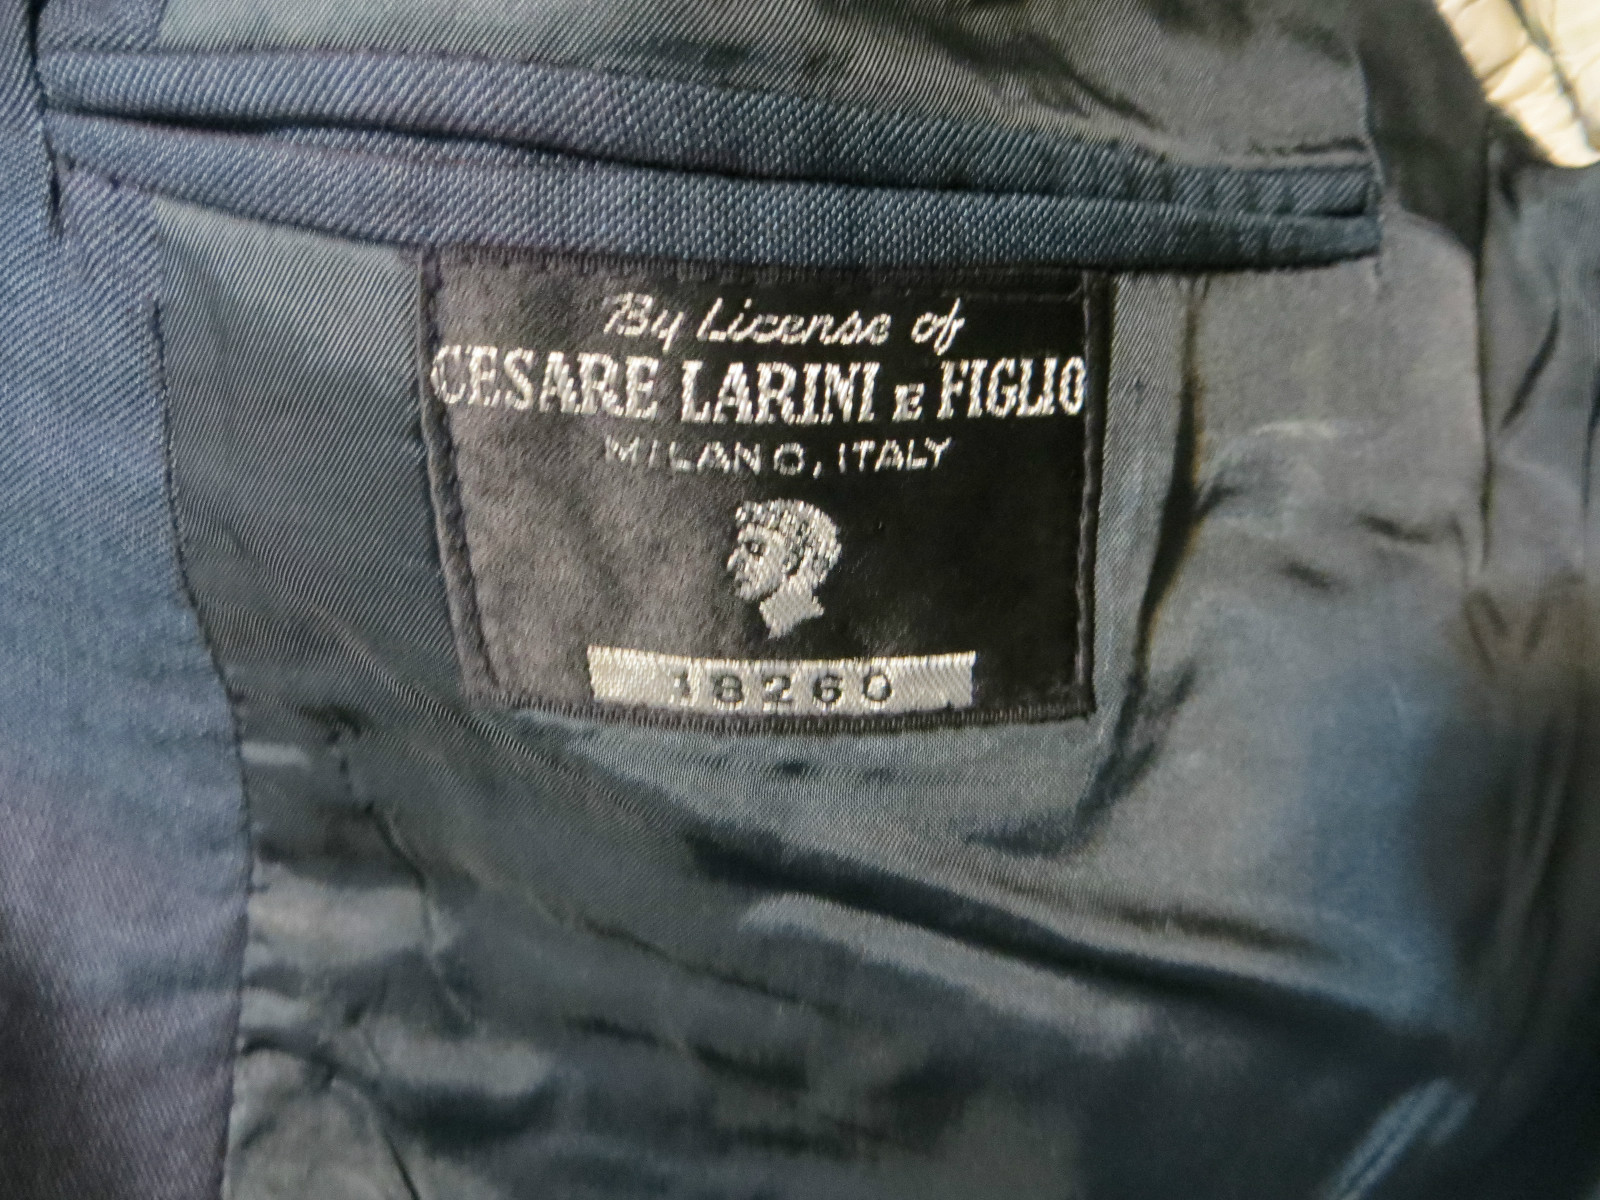 By License of
CESARE LARINI E FIGLIO
MILANO, ITALY
18260